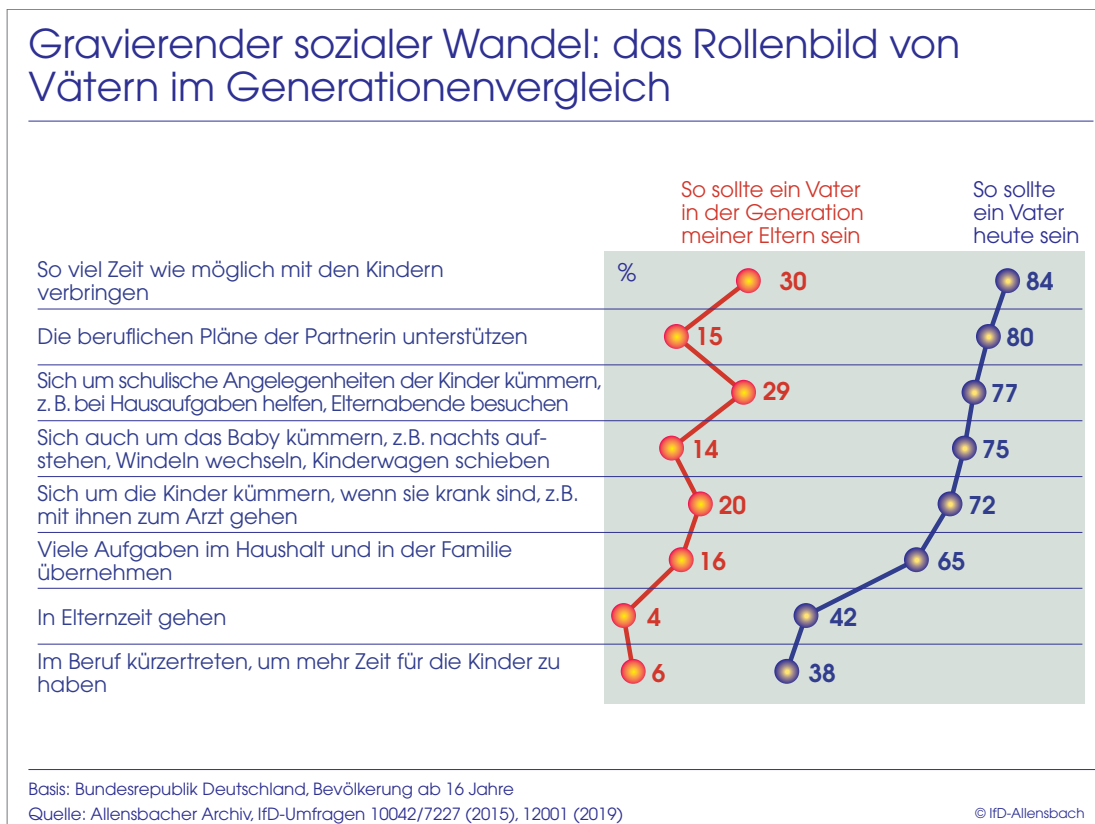 Gravierender sozialer Wandel: das Rollenbild von
Vätern im Generationenvergleich
So sollte ein Vater
in der Generation
meiner Eltern sein
So sollte
ein Vater
heute sein
%
So viel Zeit wie möglich mit den Kindern
verbringen
30
84
Die beruflichen Pläne der Partnerin unterstützen
15
80
Sich um schulische Angelegenheiten der Kinder kümmern,
z. B. bei Hausaufgaben helfen, Elternabende besuchen
29
77
Sich auch um das Baby kümmern, z.B. nachts auf-
stehen, Windeln wechseln, Kinderwagen schieben
14
75
Sich um die Kinder kümmern, wenn sie krank sind, z.B.
mit ihnen zum Arzt gehen
20
72
Viele Aufgaben im Haushalt und in der Familie
übernehmen
16
65
In Elternzeit gehen
4
42
Im Beruf kürzertreten, um mehr Zeit für die Kinder zu
haben
6
38
Basis: Bundesrepublik Deutschland, Bevölkerung ab 16 Jahre
Quelle: Allensbacher Archiv, IfD-Umfragen 10042/7227 (2015), 12001 (2019)
© IfD-Allensbach